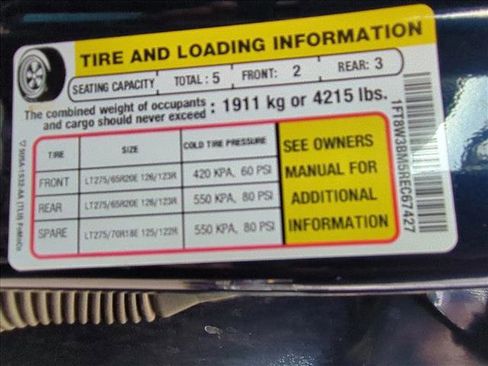 TIRE AND LOADING INFORMATION
SEATING CAPACITY TOTAL : 5 FRONT: 2 REAR: 3
The combined weight of occupants
and cargo should never exceed : 1911 kg or 4215 lbs.
TIRE SIZE COLD TIRE PRESSURE
FRONT LT275/65R20E 126/123R 420 KPA, 60 PSI
REAR LT275/65R20E 126/123R 550 KPA, 80 PSI
SPARE LT275/70R18E 125/122R 550 KPA, 80 PSI
SEE OWNERS
MANUAL FOR
ADDITIONAL
INFORMATION
1FT8W3BM5REC67427